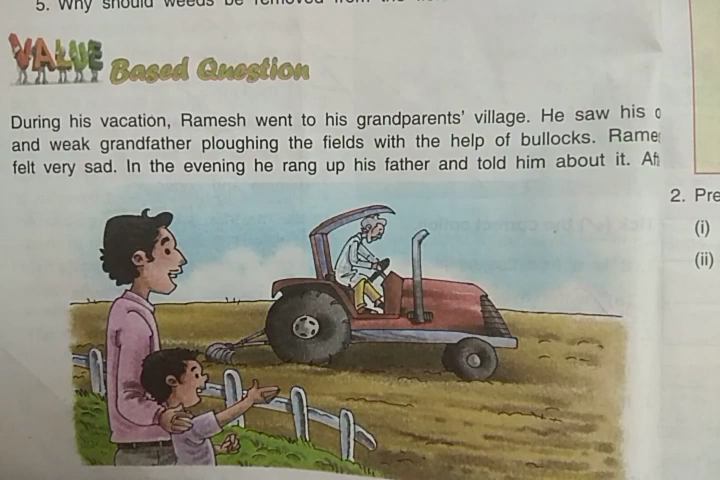 5. Why should weeds be removed from the
VALUE Based Question
During his vacation, Ramesh went to his grandparents' village. He saw his
and weak grandfather ploughing the fields with the help of bullocks. Rame
felt very sad. In the evening he rang up his father and told him about it. Af
2. Pre
(i)
(ii)